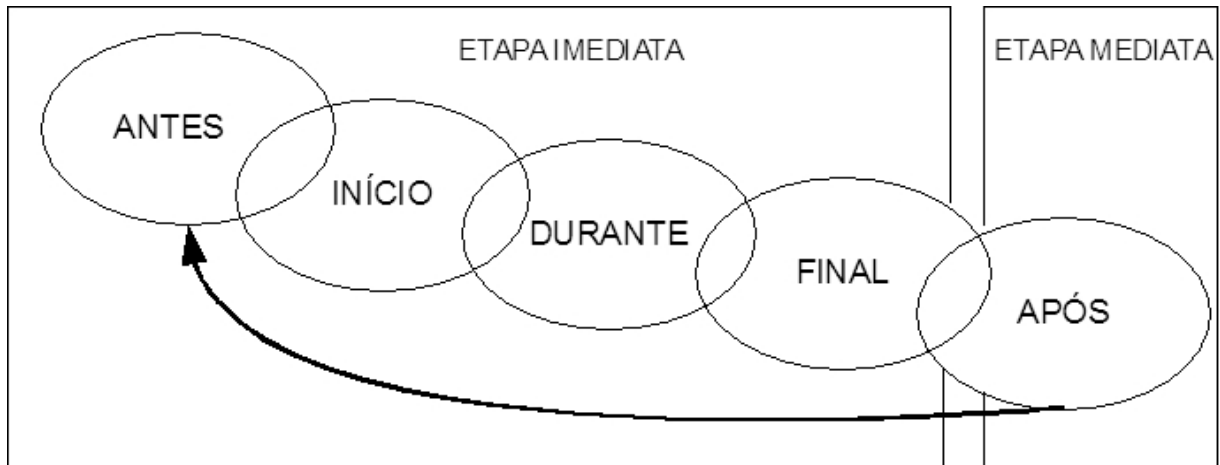 ETAPA IMEDIATA
ETAPA MEDIATA
ANTES
INÍCIO
DURANTE
FINAL
APÓS